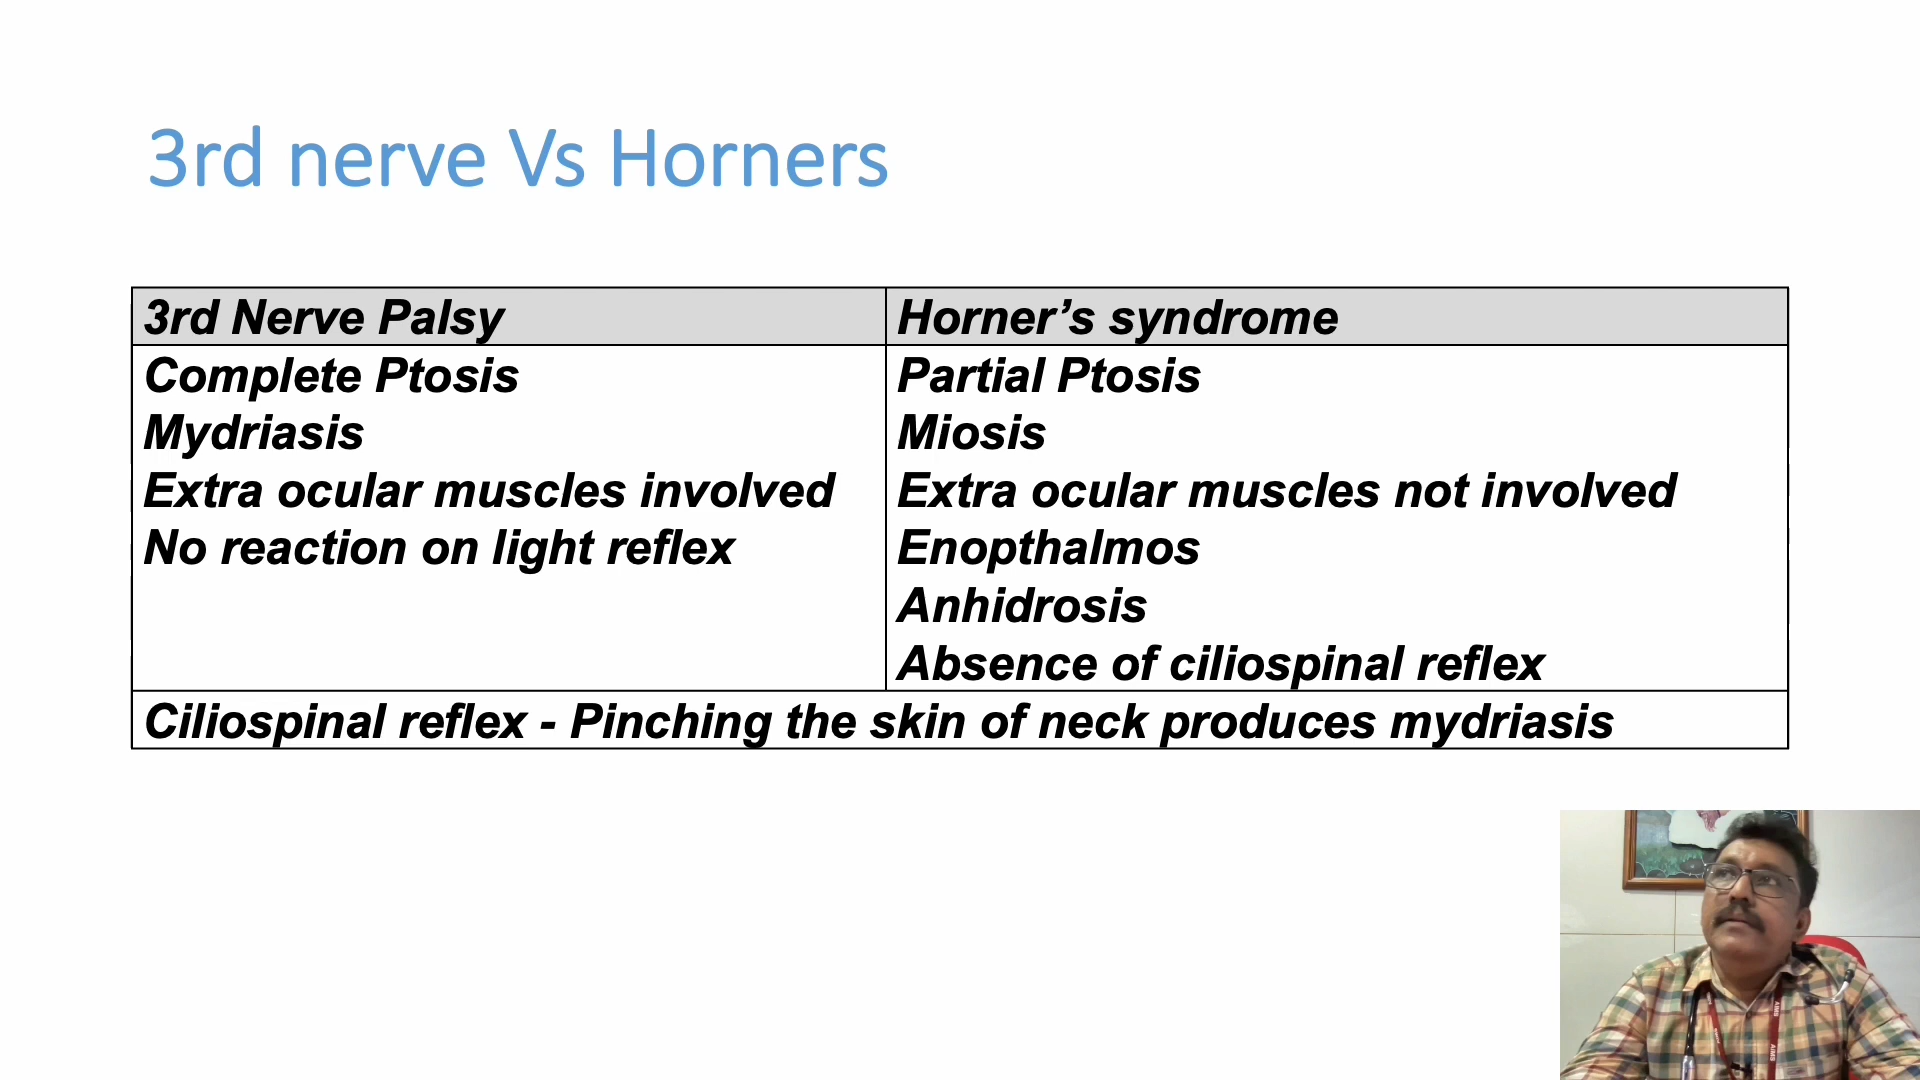 3rd nerve Vs Horners
3rd Nerve Palsy
Horner’s syndrome
Complete Ptosis
Mydriasis
Extra ocular muscles involved
No reaction on light reflex
Partial Ptosis
Miosis
Extra ocular muscles not involved
Enopthalmos
Anhidrosis
Absence of ciliospinal reflex
Ciliospinal reflex - Pinching the skin of neck produces mydriasis
AIMS
AIMS